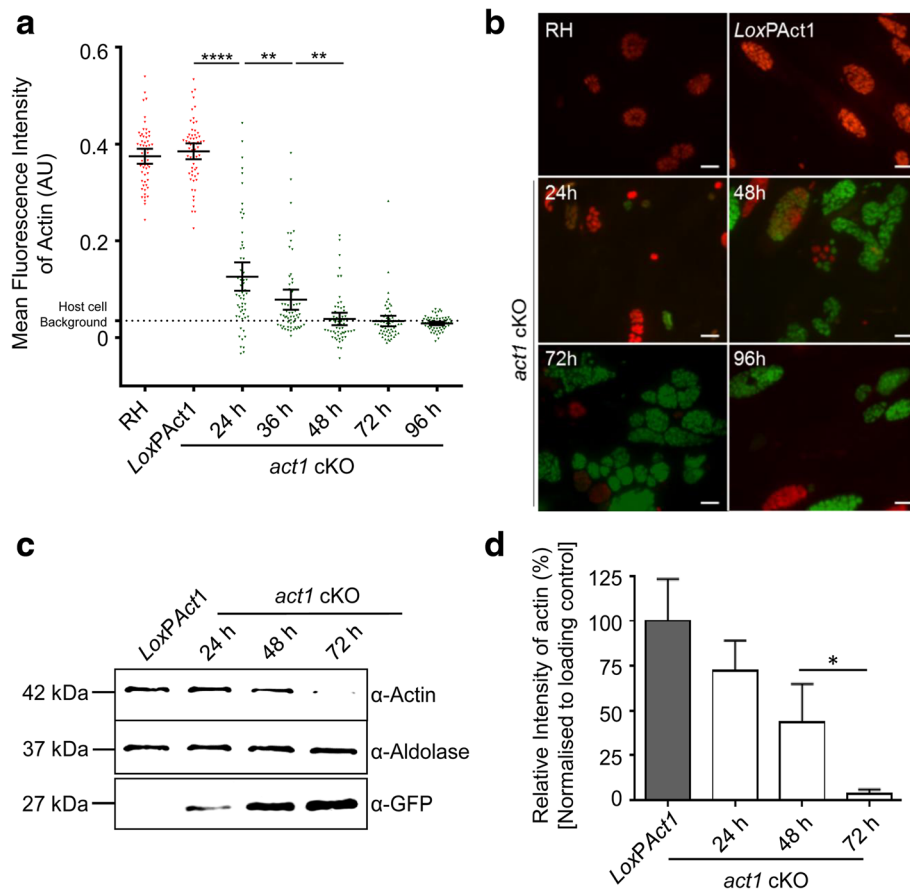 a
Mean Fluorescence Intensity
of Actin (AU)
0.6
0.4
0.2
0
Host cell
Background
**** ** **
RH
LoxPAct1
24 h
36 h
48 h
72 h
96 h
act1 cKO
b
RH
LoxPAct1
24h
48h
72h
96h
act1 cKO
c
LoxPAct1
act1 cKO
24 h
48 h
72 h
42 kDa
α-Actin
37 kDa
α-Aldolase
27 kDa
α-GFP
d
Relative Intensity of actin (%)
[Normalised to loading control]
125
100
75
50
25
0
*
LoxPAct1
24 h
48 h
72 h
act1 cKO